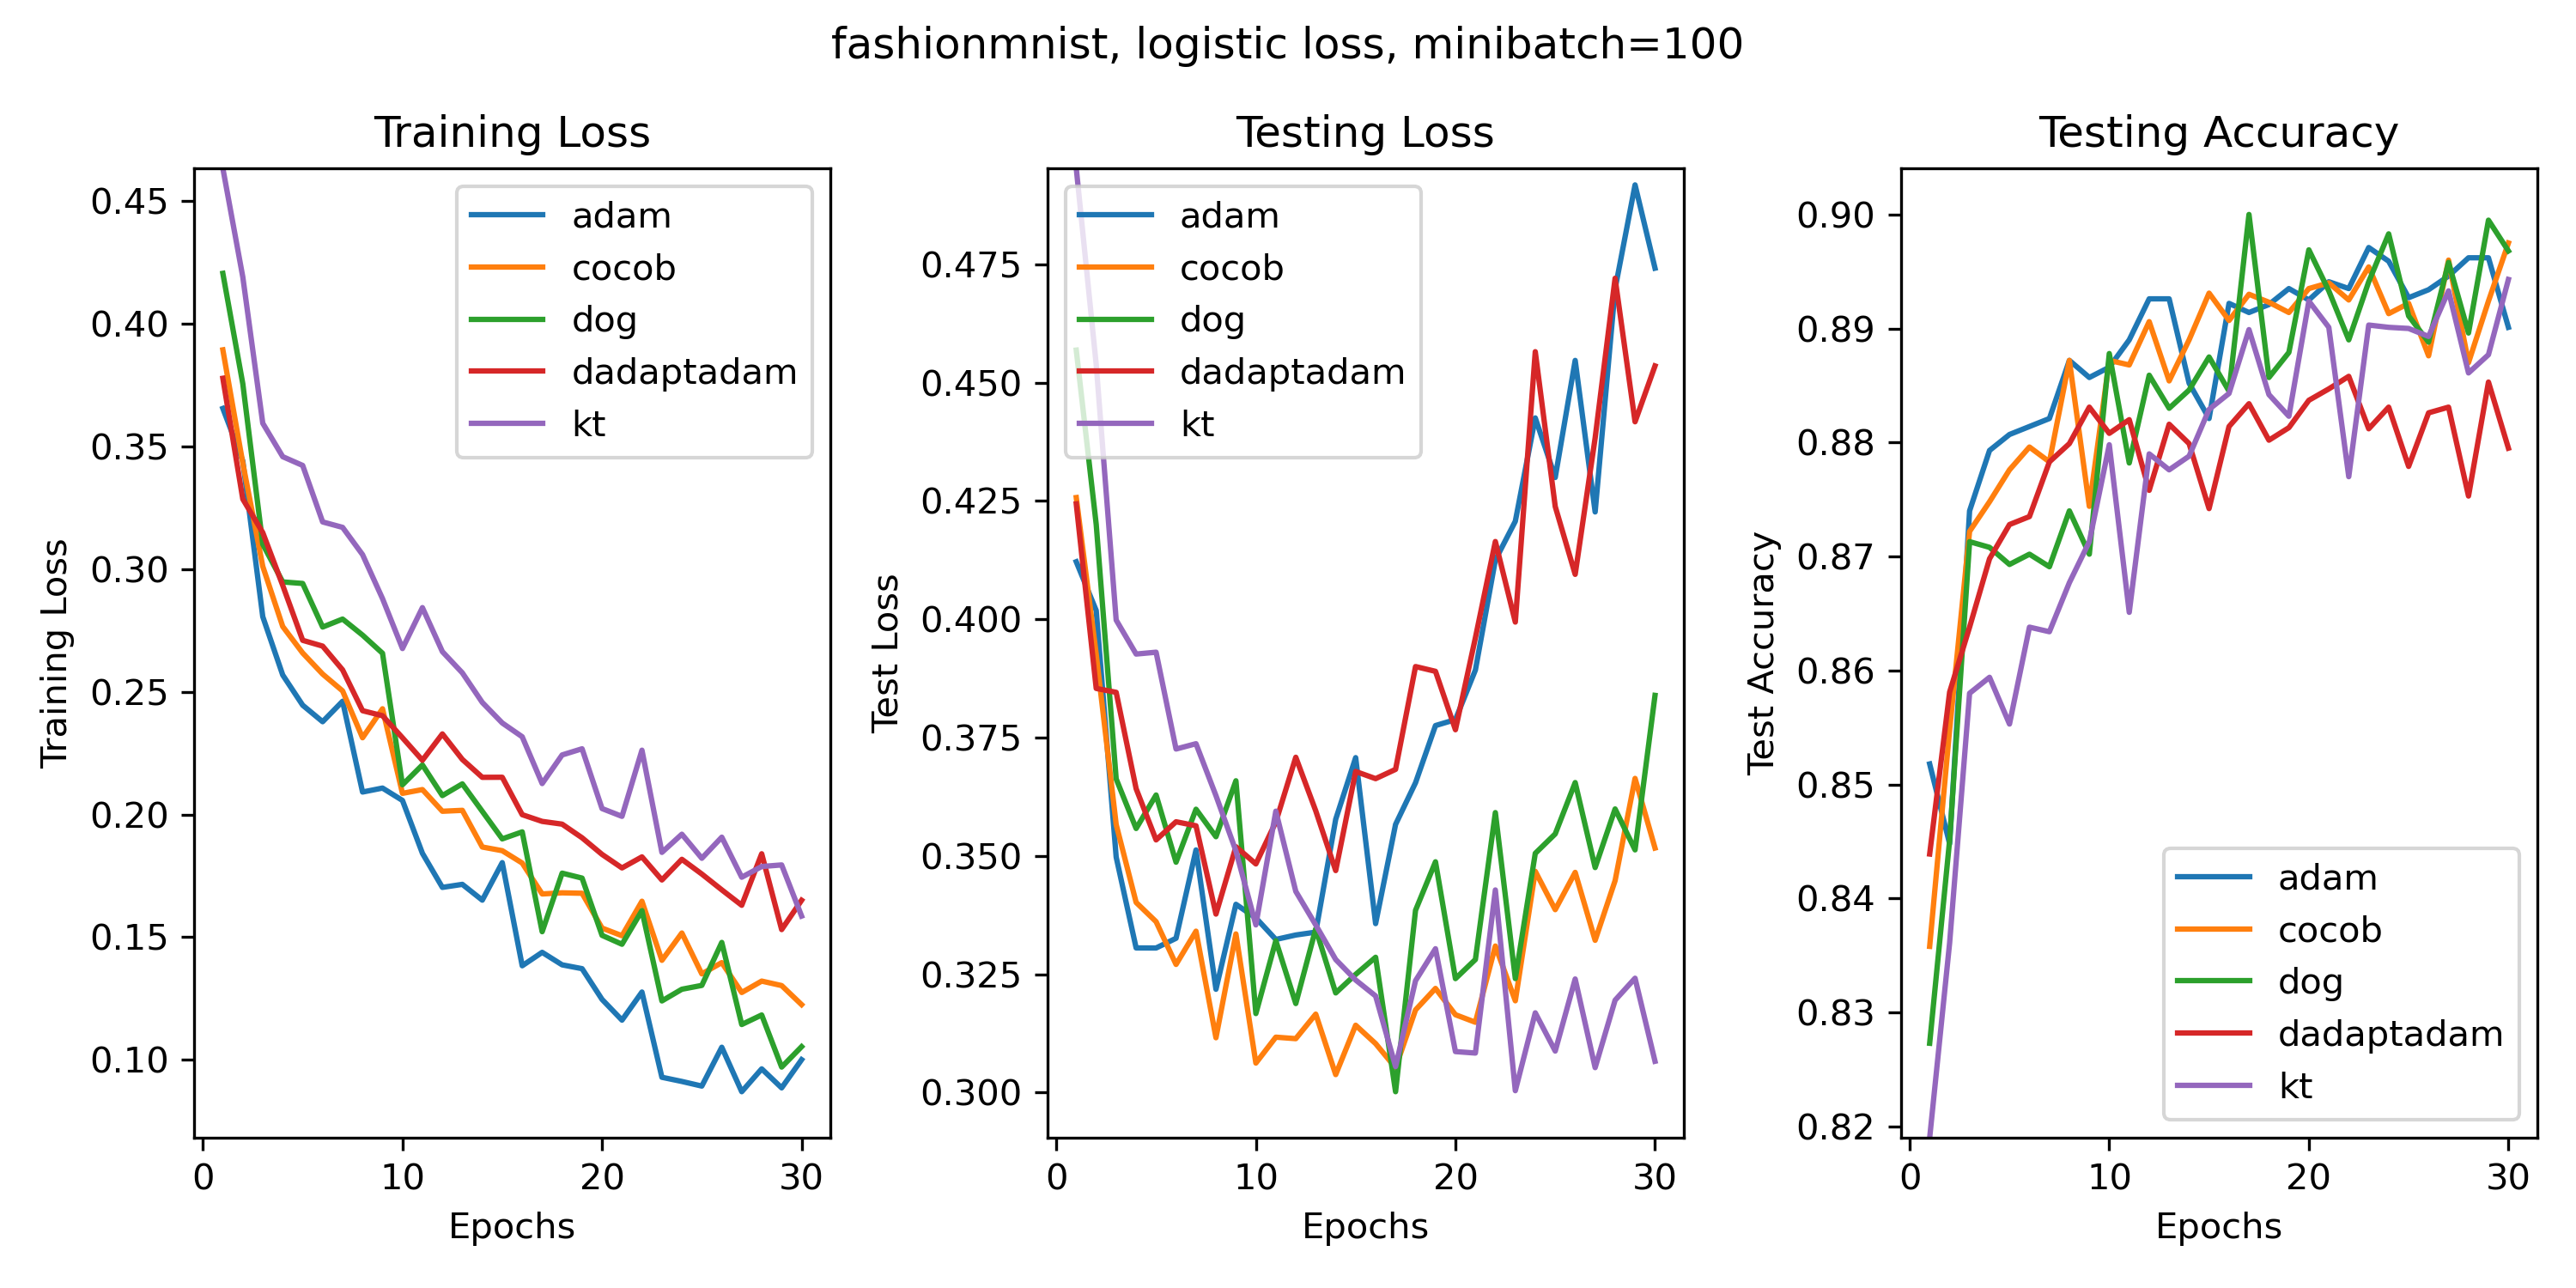 fashionmnist, logistic loss, minibatch=100
Training Loss
Training Loss
0.45
0.40
0.35
0.30
0.25
0.20
0.15
0.10
adam
cocob
dog
dadaptadam
kt
0 10 20 30
Epochs
Testing Loss
Test Loss
0.475
0.450
0.425
0.400
0.375
0.350
0.325
0.300
adam
cocob
dog
dadaptadam
kt
0 10 20 30
Epochs
Testing Accuracy
Test Accuracy
0.90
0.89
0.88
0.87
0.86
0.85
0.84
0.83
0.82
adam
cocob
dog
dadaptadam
kt
0 10 20 30
Epochs